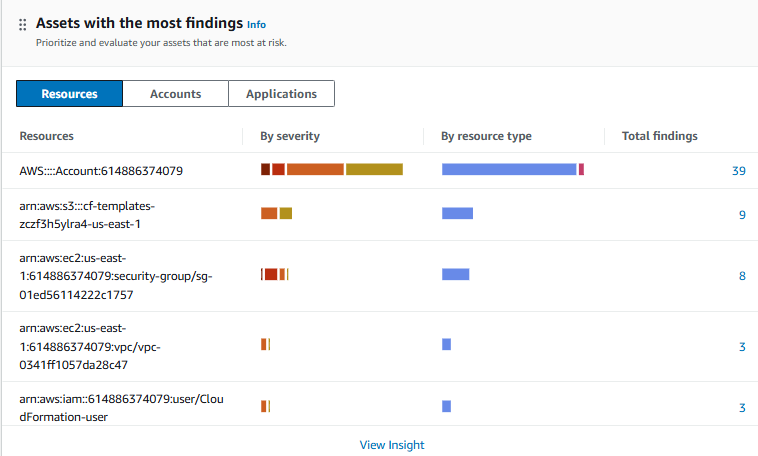 Assets with the most findings Info
Prioritize and evaluate your assets that are most at risk.
Resources Accounts Applications
Resources By severity By resource type Total findings
AWS::::Account:614886374079 39
arn:aws:s3:::cf-templates-
zczf3h5ylra4-us-east-1 9
arn:aws:ec2:us-east-
1:614886374079:security-group/sg- 8
01ed56114222c1757
arn:aws:ec2:us-east-
1:614886374079:vpc/vpc- 3
0341ff1057da28c47
arn:aws:iam::614886374079:user/Clou
dFormation-user 3
View Insight